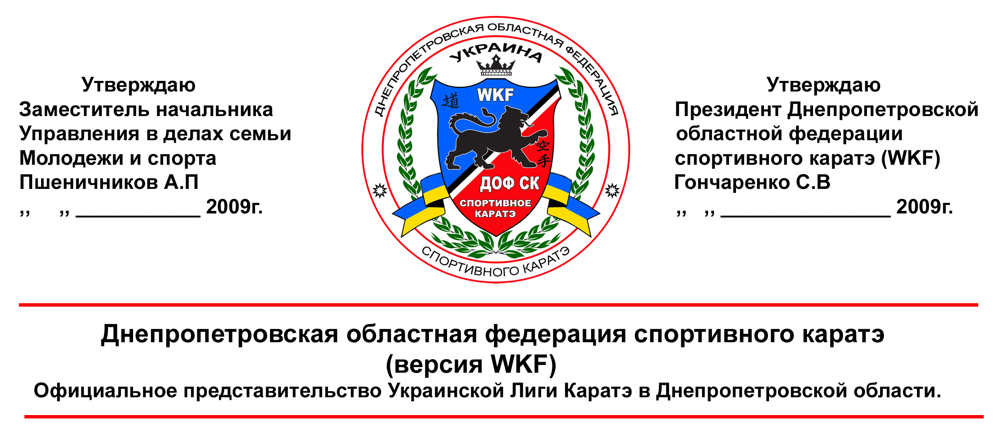 Утверждаю
Заместитель начальника
Управления в делах семьи
Молодежи и спорта
Пшеничников А.П
,, ,, ___________ 2009г.
ДНЕПРОПЕТРОВСКАЯ ОБЛАСТНАЯ ФЕДЕРАЦИЯ
УКРАИНА
WKF
道
空
手
ДОФ СК
СПОРТИВНОЕ
КАРАТЭ
СПОРТИВНОГО КАРАТЭ
Утверждаю
Президент Днепропетровской
областной федерации
спортивного каратэ (WKF)
Гончаренко С.В
,, ,, _______________ 2009г.
Днепропетровская областная федерация спортивного каратэ
(версия WKF)
Официальное представительство Украинской Лиги Каратэ в Днепропетровской области.